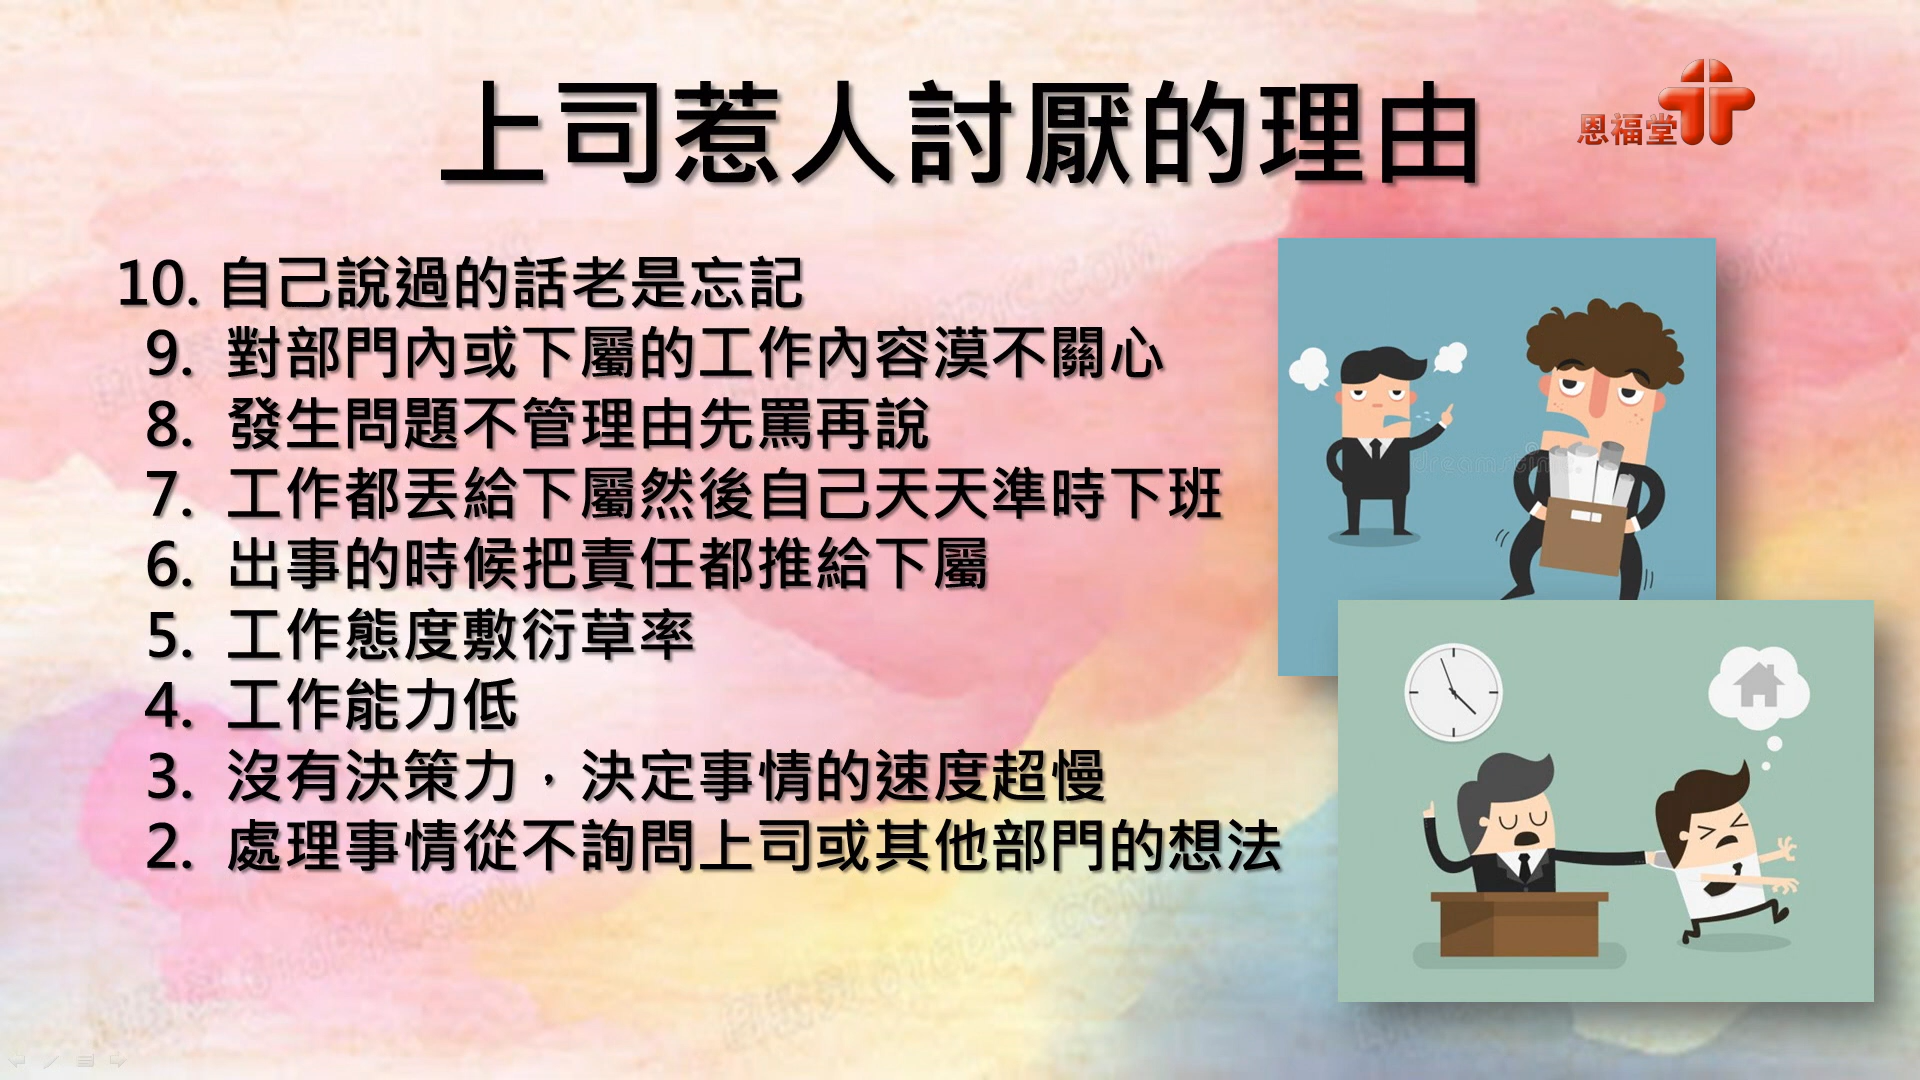 上司惹人討厭的理由
恩福堂
10. 自己說過的話老是忘記
9. 對部門內或下屬的工作內容漠不關心
8. 發生問題不管理由先罵再說
7. 工作都丟給下屬然後自己天天準時下班
6. 出事的時候把責任都推給下屬
5. 工作態度敷衍草率
4. 工作能力低
3. 沒有決策力，決定事情的速度超慢
2. 處理事情從不詢問上司或其他部門的想法